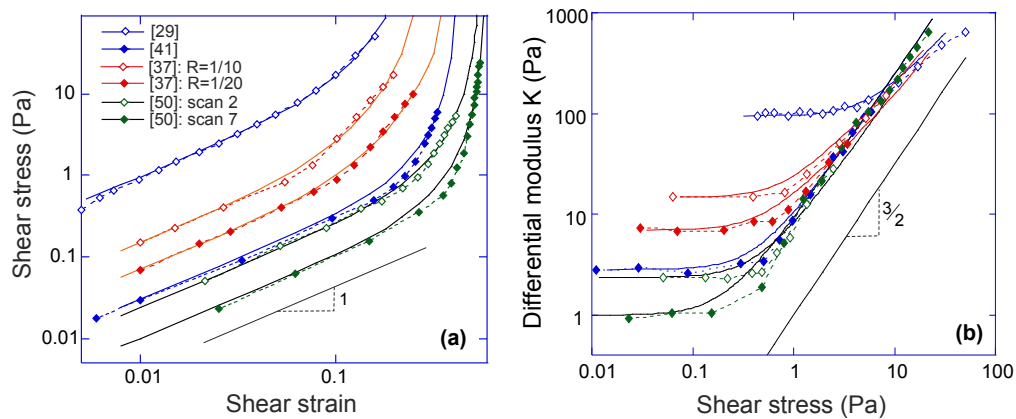 [29]
[41]
[37]: R=1/10
[37]: R=1/20
[50]: scan 2
[50]: scan 7
Shear stress (Pa)
10
1
0.1
0.01
0.01
0.1
Shear strain
1
(a)
Differential modulus K (Pa)
1000
100
10
1
0.01
0.1
1
10
100
Shear stress (Pa)
3/2
(b)